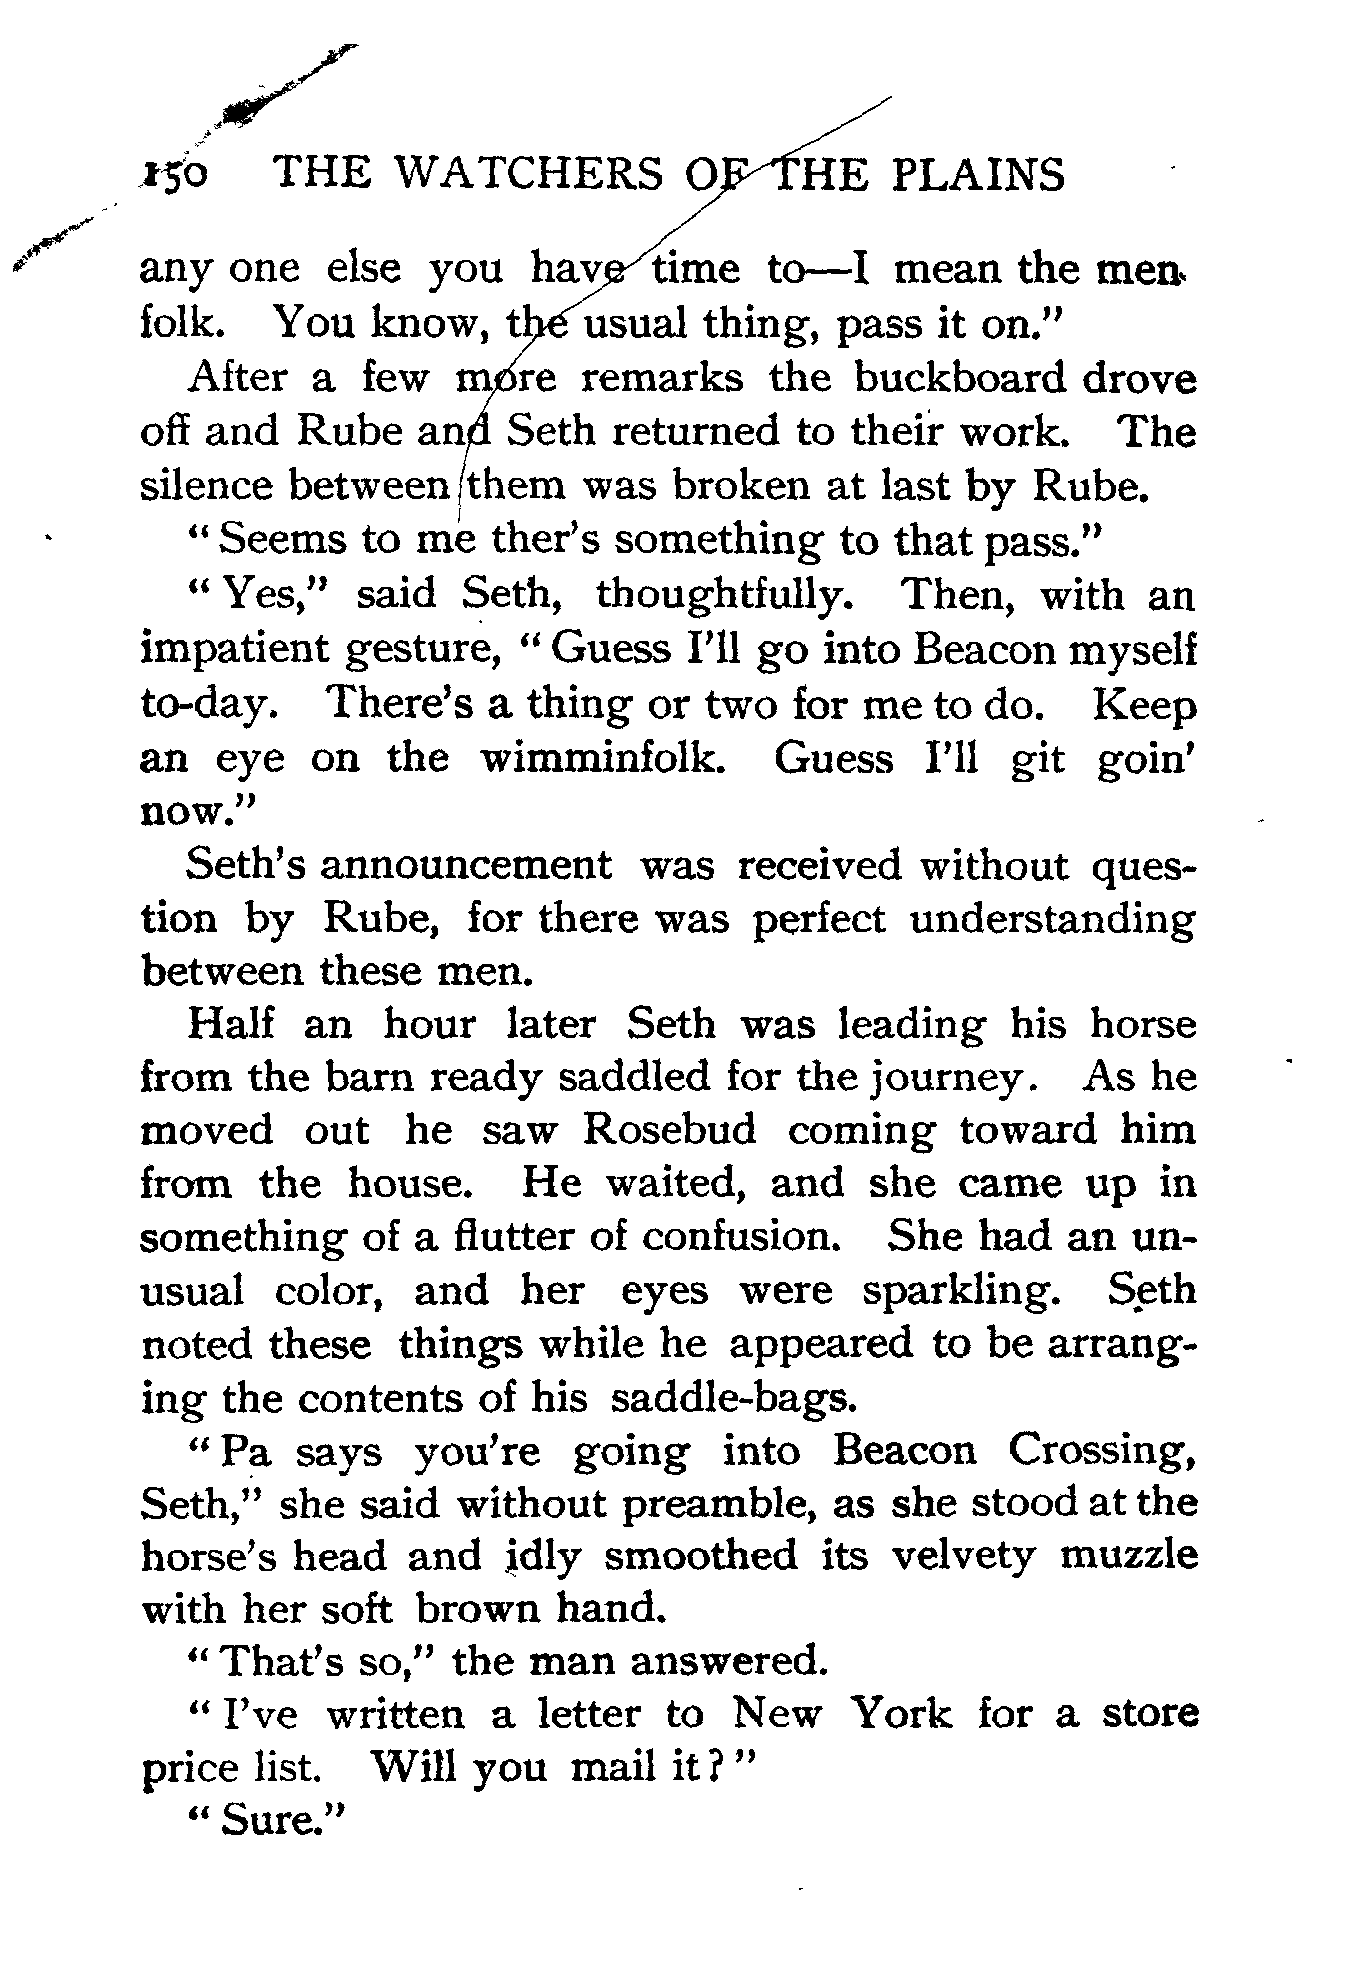 150 THE WATCHERS OF THE PLAINS
any one else you have time to—I mean the men-
folk. You know, the usual thing, pass it on."
After a few more remarks the buckboard drove
off and Rube and Seth returned to their work. The
silence between them was broken at last by Rube.
"Seems to me ther's something to that pass."
"Yes," said Seth, thoughtfully. Then, with an
impatient gesture, "Guess I'll go into Beacon myself
to-day. There's a thing or two for me to do. Keep
an eye on the wimminfolk. Guess I'll git goin'
now."
Seth's announcement was received without ques-
tion by Rube, for there was perfect understanding
between these men.
Half an hour later Seth was leading his horse
from the barn ready saddled for the journey. As he
moved out he saw Rosebud coming toward him
from the house. He waited, and she came up in
something of a flutter of confusion. She had an un-
usual color, and her eyes were sparkling. Seth
noted these things while he appeared to be arrang-
ing the contents of his saddle-bags.
"Pa says you're going into Beacon Crossing,
Seth," she said without preamble, as she stood at the
horse's head and idly smoothed its velvety muzzle
with her soft brown hand.
"That's so," the man answered.
"I've written a letter to New York for a store
price list. Will you mail it?"
"Sure."